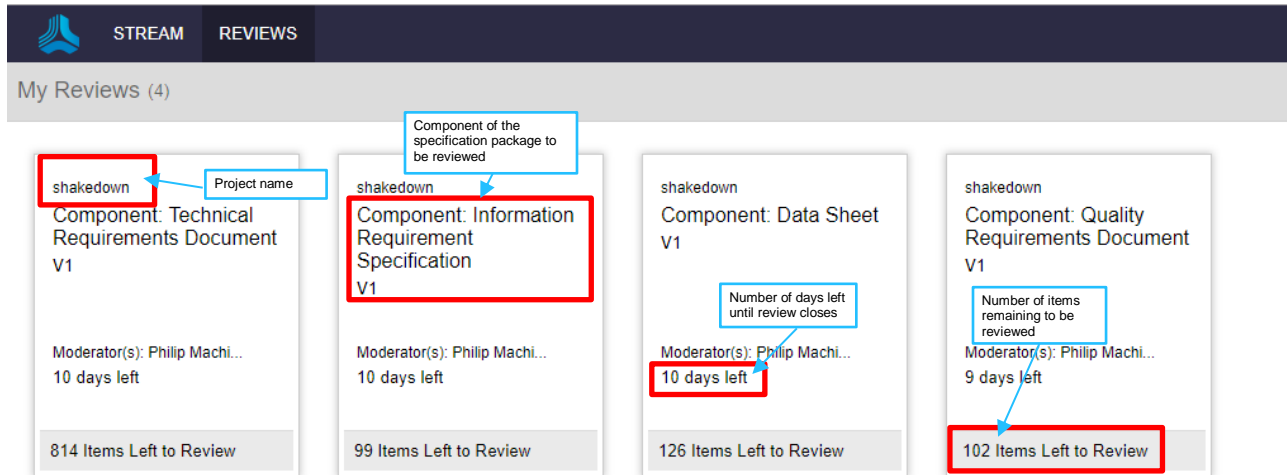 STREAM REVIEWS
My Reviews (4)
Component of the
specification package to
be reviewed
shakedown
Project name
Component: Technical
Requirements Document
V1
Moderator(s): Philip Machi...
10 days left
814 Items Left to Review
shakedown
Component: Information
Requirement
Specification
V1
Moderator(s): Philip Machi...
10 days left
99 Items Left to Review
shakedown
Component: Data Sheet
V1
Number of days left
until review closes
Moderator(s): Philip Machi...
10 days left
126 Items Left to Review
shakedown
Component: Quality
Requirements Document
V1
Number of items
remaining to be
reviewed
Moderator(s): Philip Machi...
9 days left
102 Items Left to Review